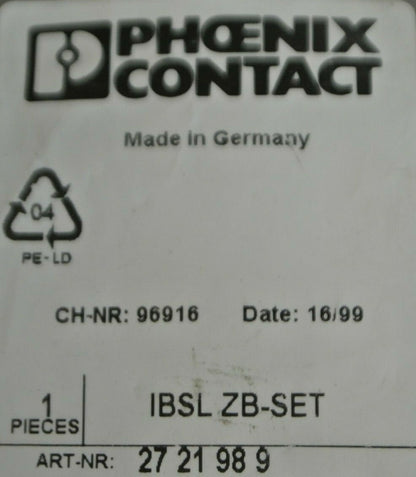 PHŒNIX
CONTACT
Made in Germany
04
PE-LD
CH-NR: 96916 Date: 16/99
1 PIECES IBSL ZB-SET
ART-NR: 27 21 98 9